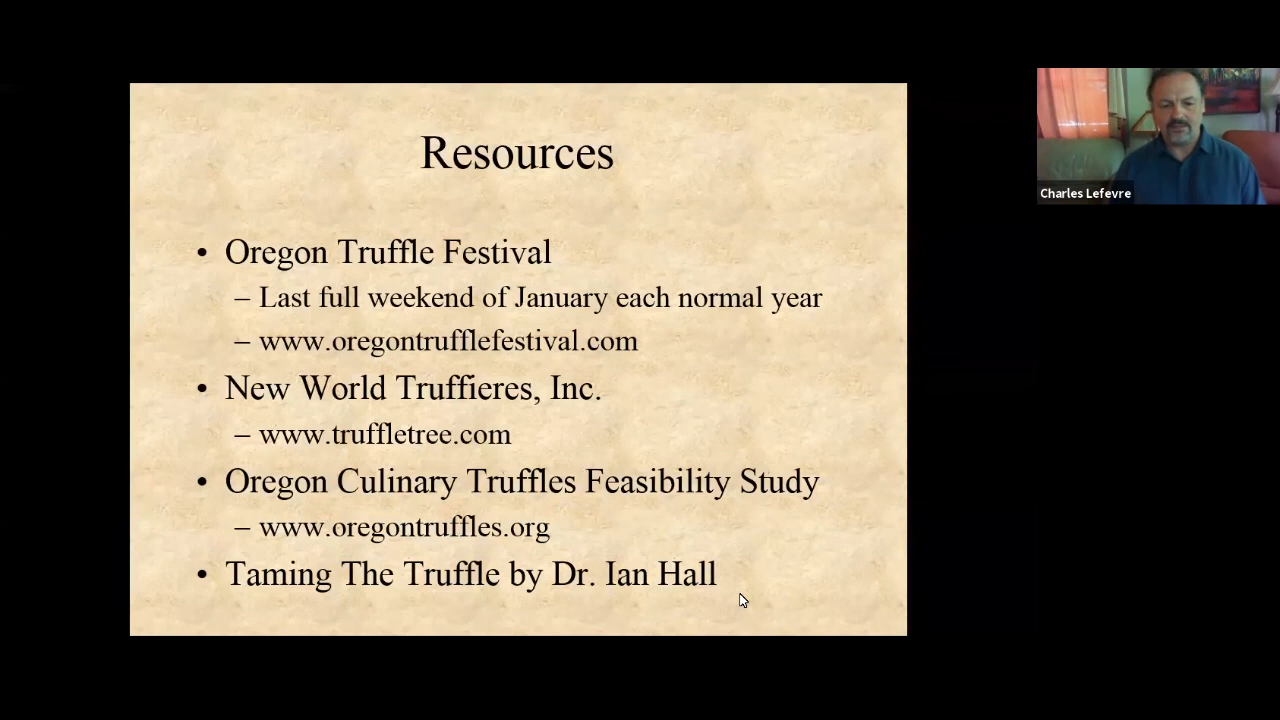 Resources
• Oregon Truffle Festival
– Last full weekend of January each normal year
– www.oregontrufflefestival.com
• New World Truffieres, Inc.
– www.truffletree.com
• Oregon Culinary Truffles Feasibility Study
– www.oregontruffles.org
• Taming The Truffle by Dr. Ian Hall
Charles Lefevre